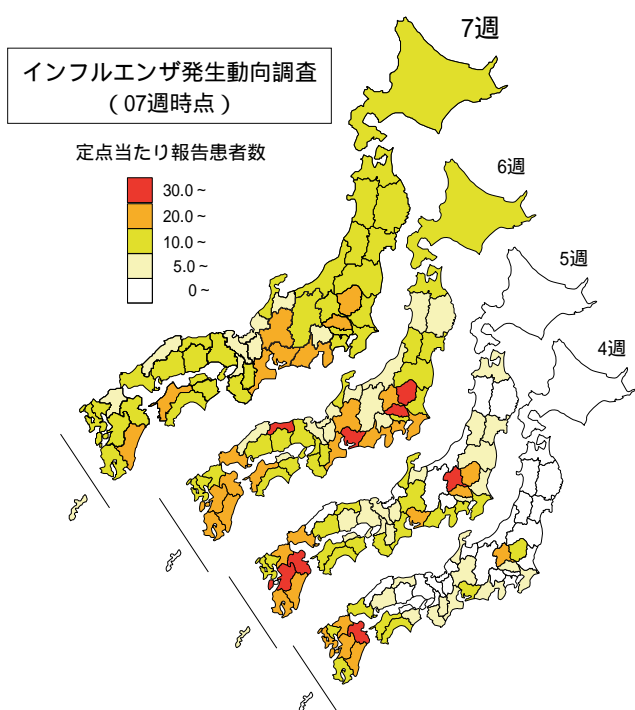 7週
インフルエンザ発生動向調査
（07週時点）
定点当たり報告患者数
6週
30.0～
20.0～
10.0～
5.0～
0～
5週
4週